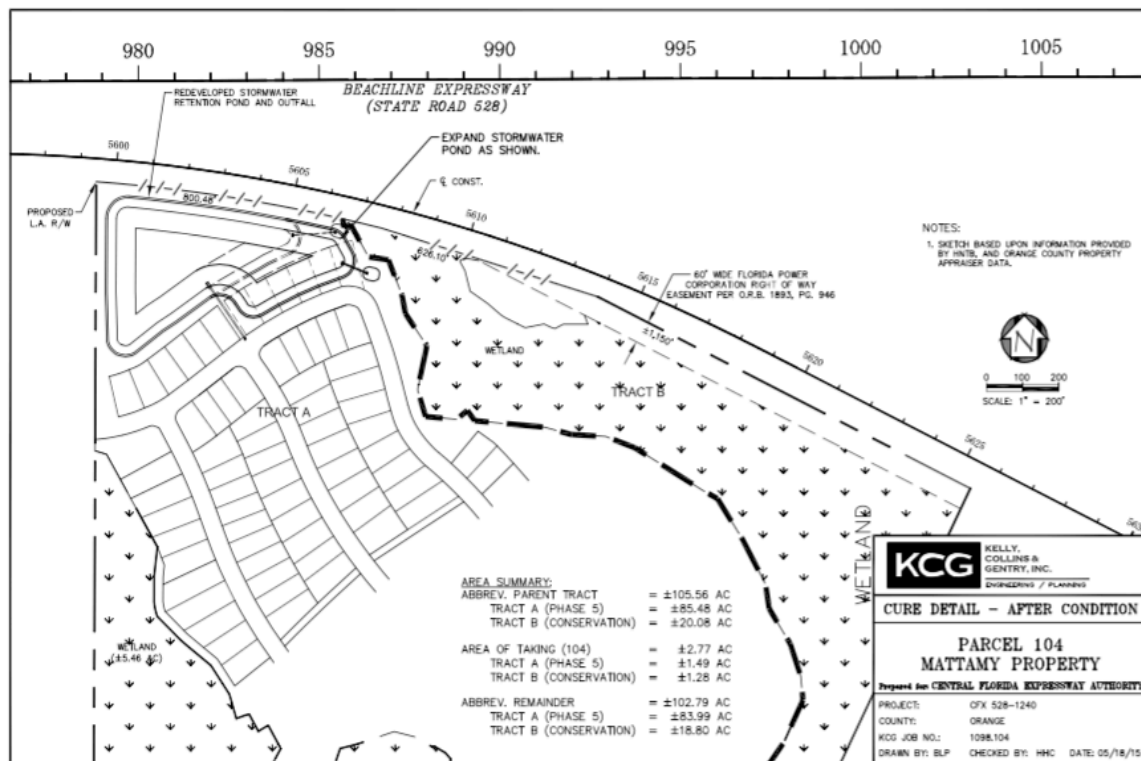 980 985 990 995 1000 1005
REDEVELOPED STORMWATER
RETENTION POND AND OUTFALL
BEACHLINE EXPRESSWAY
(STATE ROAD 528)
EXPAND STORMWATER
POND AS SHOWN.
5600
5605
℄ CONST.
5610
PROPOSED
L.A. R/W
800.48'
626.10'
5615
60' WIDE FLORIDA POWER
CORPORATION RIGHT OF WAY
EASEMENT PER O.R.B. 1893, PG. 946
NOTES:
1. SKETCH BASED UPON INFORMATION PROVIDED
BY HNTB, AND ORANGE COUNTY PROPERTY
APPRAISER DATA.
N
0 100 200
SCALE: 1" = 200'
±1,150'
5620
WETLAND
TRACT B
TRACT A
5625
WETLAND
WETLAND
(±5.46 AC)
AREA SUMMARY:
ABBREV. PARENT TRACT = ±105.56 AC
TRACT A (PHASE 5) = ±85.48 AC
TRACT B (CONSERVATION) = ±20.08 AC
AREA OF TAKING (104) = ±2.77 AC
TRACT A (PHASE 5) = ±1.49 AC
TRACT B (CONSERVATION) = ±1.28 AC
ABBREV. REMAINDER = ±102.79 AC
TRACT A (PHASE 5) = ±83.99 AC
TRACT B (CONSERVATION) = ±18.80 AC
KCG
KELLY,
COLLINS &
GENTRY, INC.
ENGINEERING / PLANNING
CURE DETAIL - AFTER CONDITION
PARCEL 104
MATTAMY PROPERTY
Prepared for: CENTRAL FLORIDA EXPRESSWAY AUTHORITY
PROJECT: CFX 528-1240
COUNTY: ORANGE
KCG JOB NO.: 1098.104
DRAWN BY: BLP CHECKED BY: HHC DATE: 05/18/15